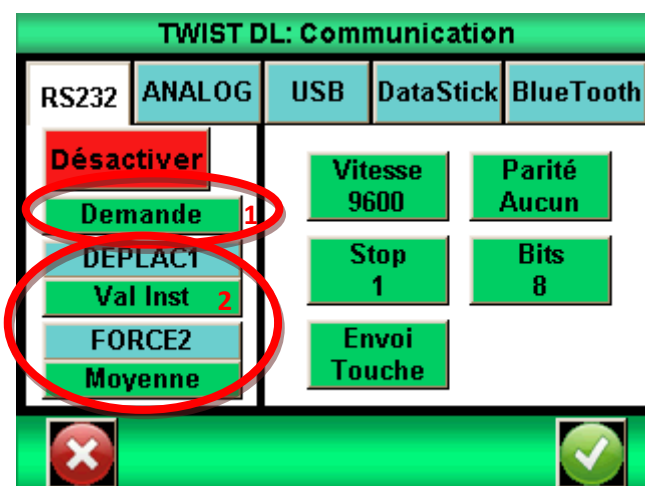 TWIST DL: Communication
RS232 ANALOG USB DataStick BlueTooth
Désactiver
Demande 1
DEPLAC1
Val Inst 2
FORCE2
Moyenne
Vitesse
9600
Parité
Aucun
Stop
1
Bits
8
Envoi
Touche